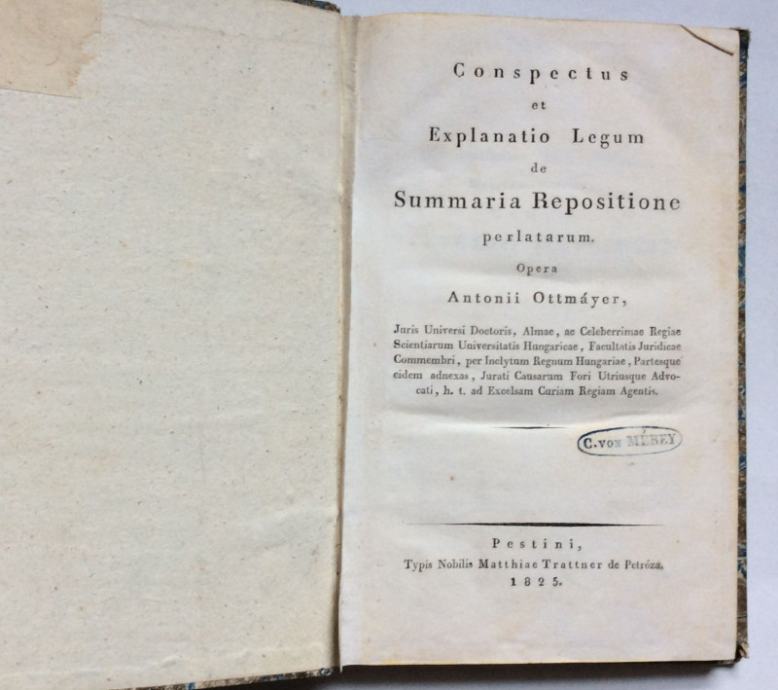 Conspectus
et
Explanatio Legum
de
Summaria Repositione
perlatarum.
Opera
Antonii Ottmáyer,
Juris Universi Doctoris, Almae, ac Celeberrimae Regiae
Scientiarum Universitatis Hungaricae, Facultatis Juridicae
Commembri, per Inclytum Regnum Hungariae, Partesque
eidem adnexas, Jurati Causarum Fori Utriusque Advo-
cati, h. t. ad Excelsam Curiam Regiam Agentis.
C. VON MÉREY
Pestini,
Typis Nobilis Matthiae Trattner de Petróza.
1825.